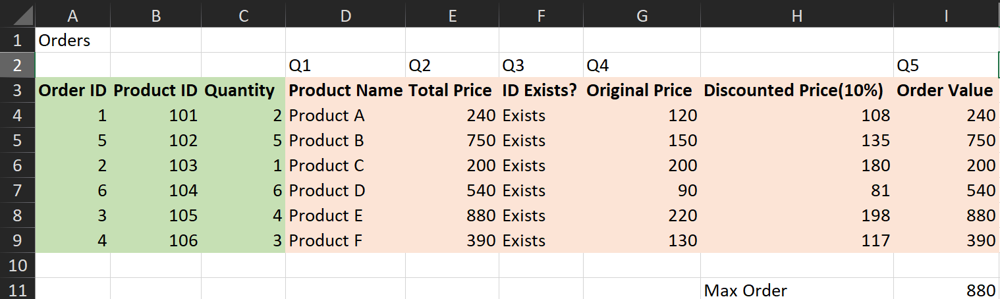 A B C D E F G H I
1 Orders
2 Q1 Q2 Q3 Q4 Q5
3 Order ID Product ID Quantity Product Name Total Price ID Exists? Original Price Discounted Price(10%) Order Value
4 1 101 2 Product A 240 Exists 120 108 240
5 5 102 5 Product B 750 Exists 150 135 750
6 2 103 1 Product C 200 Exists 200 180 200
7 6 104 6 Product D 540 Exists 90 81 540
8 3 105 4 Product E 880 Exists 220 198 880
9 4 106 3 Product F 390 Exists 130 117 390
10
11 Max Order 880